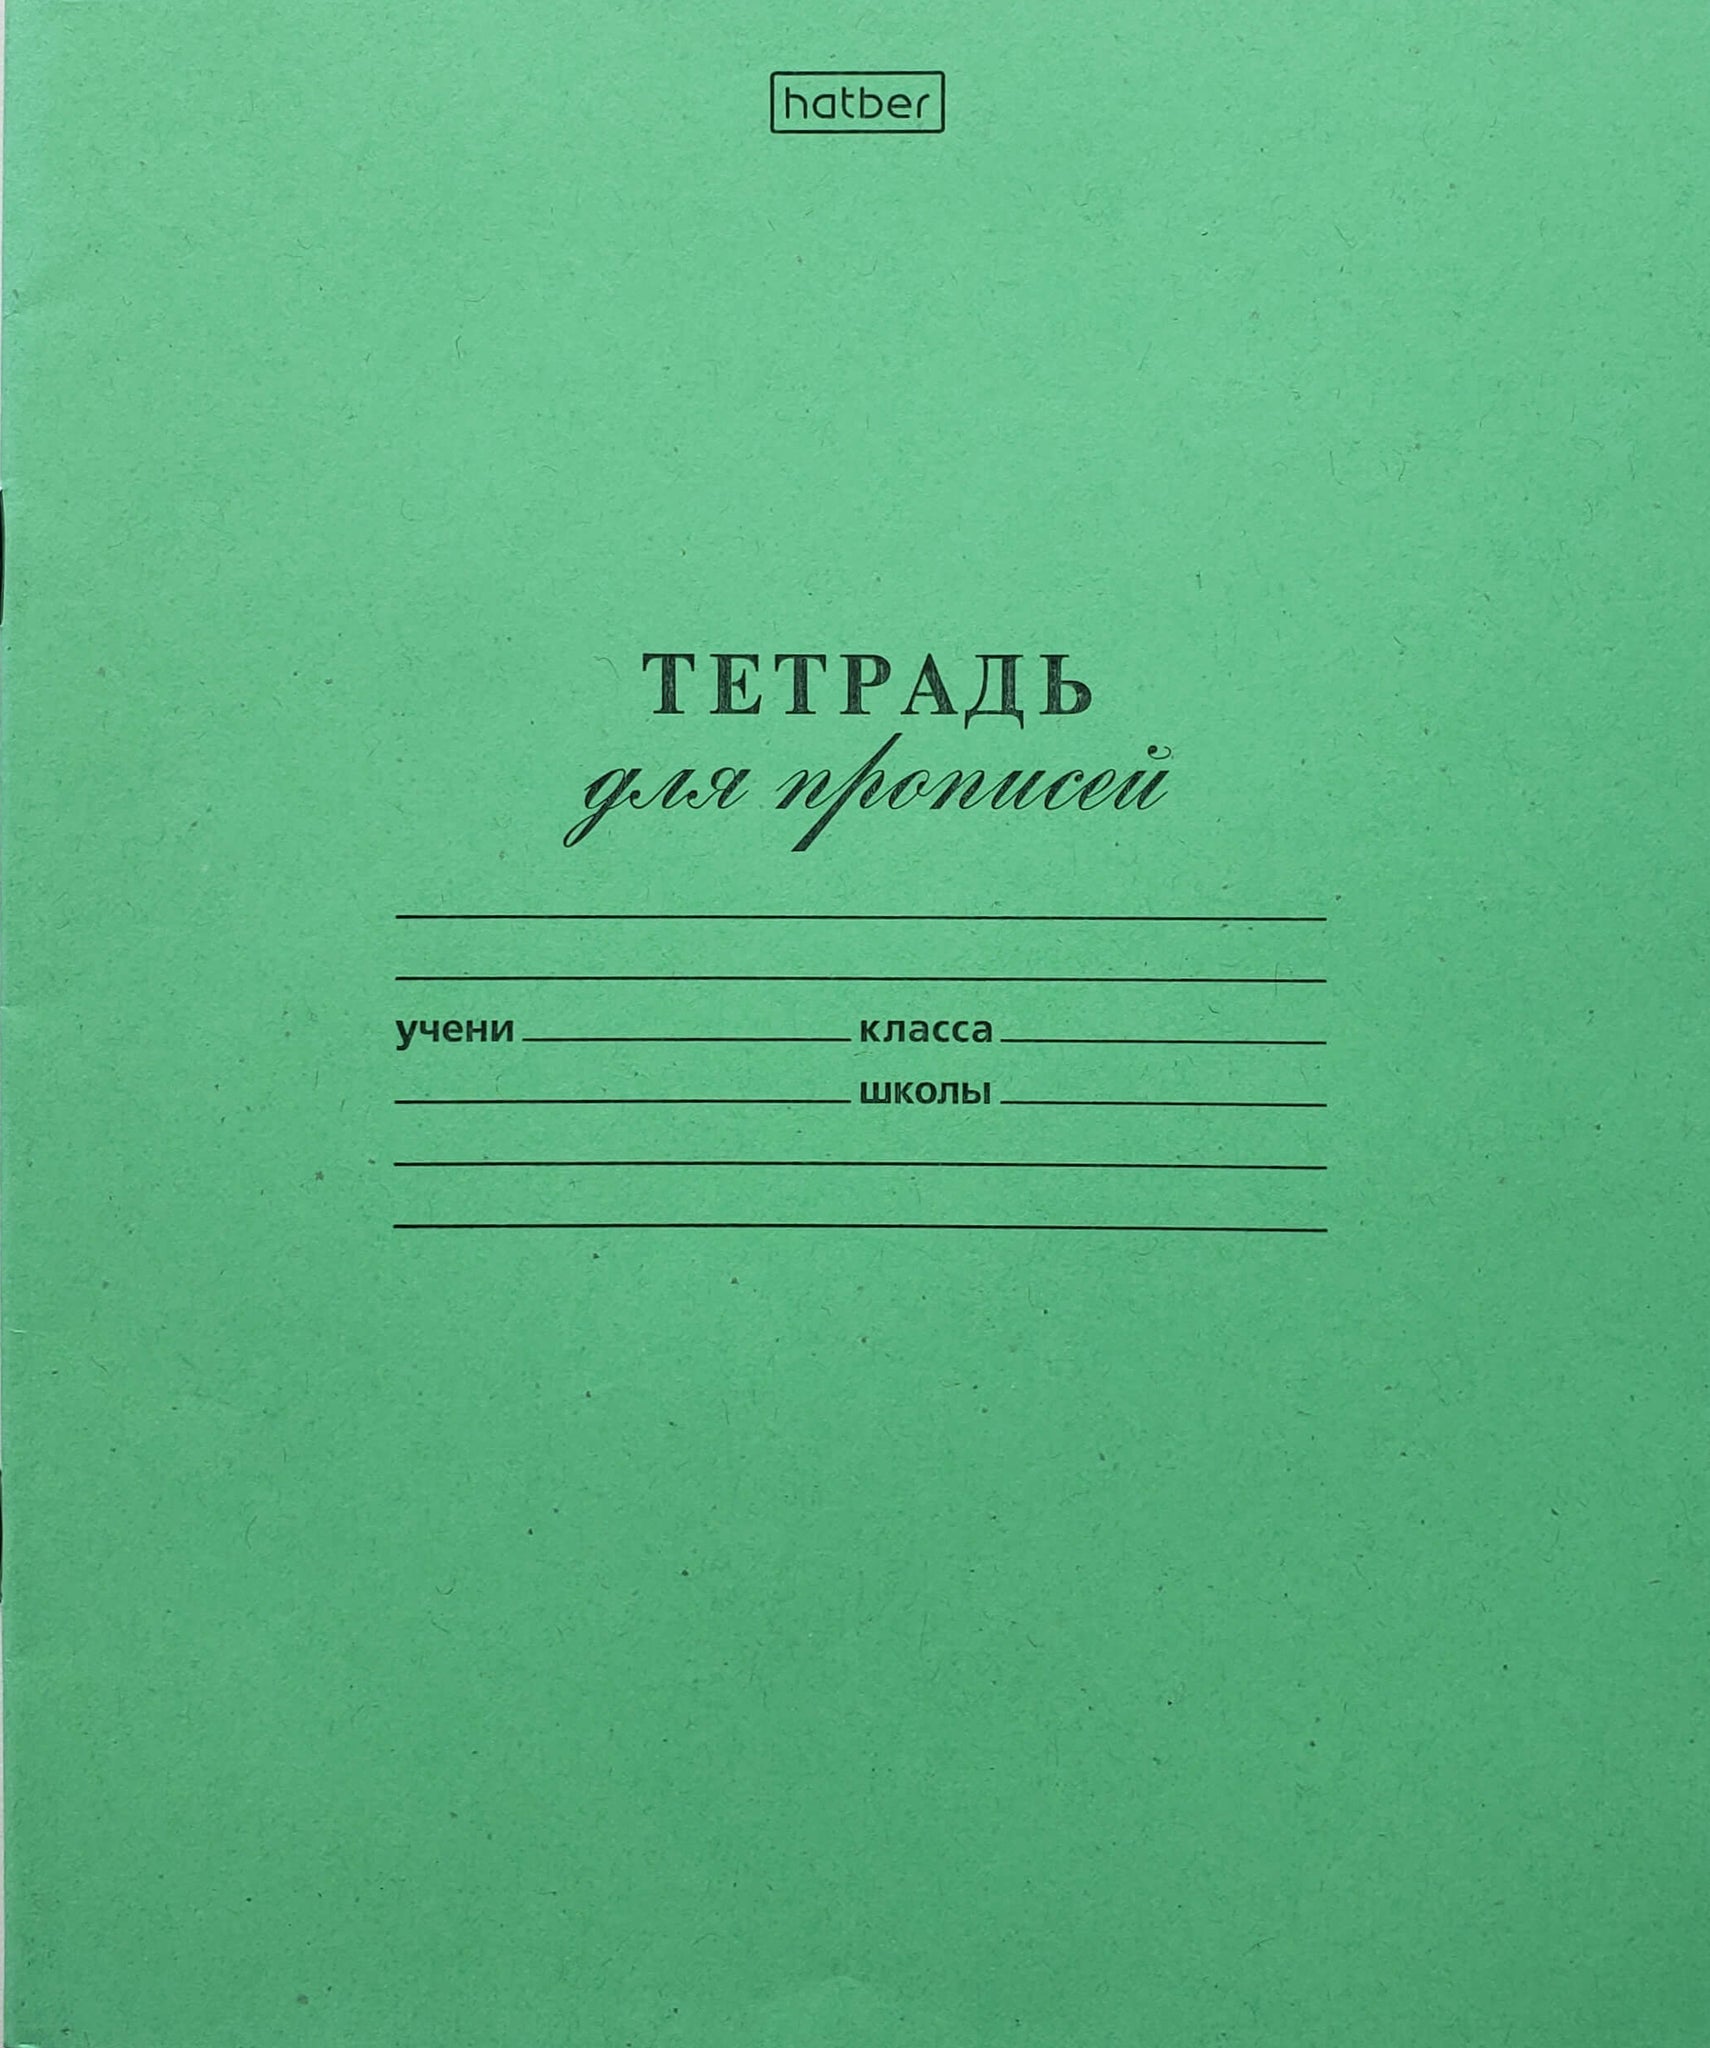 hatber
ТЕТРАДЬ
для прописей
учени класса
школы